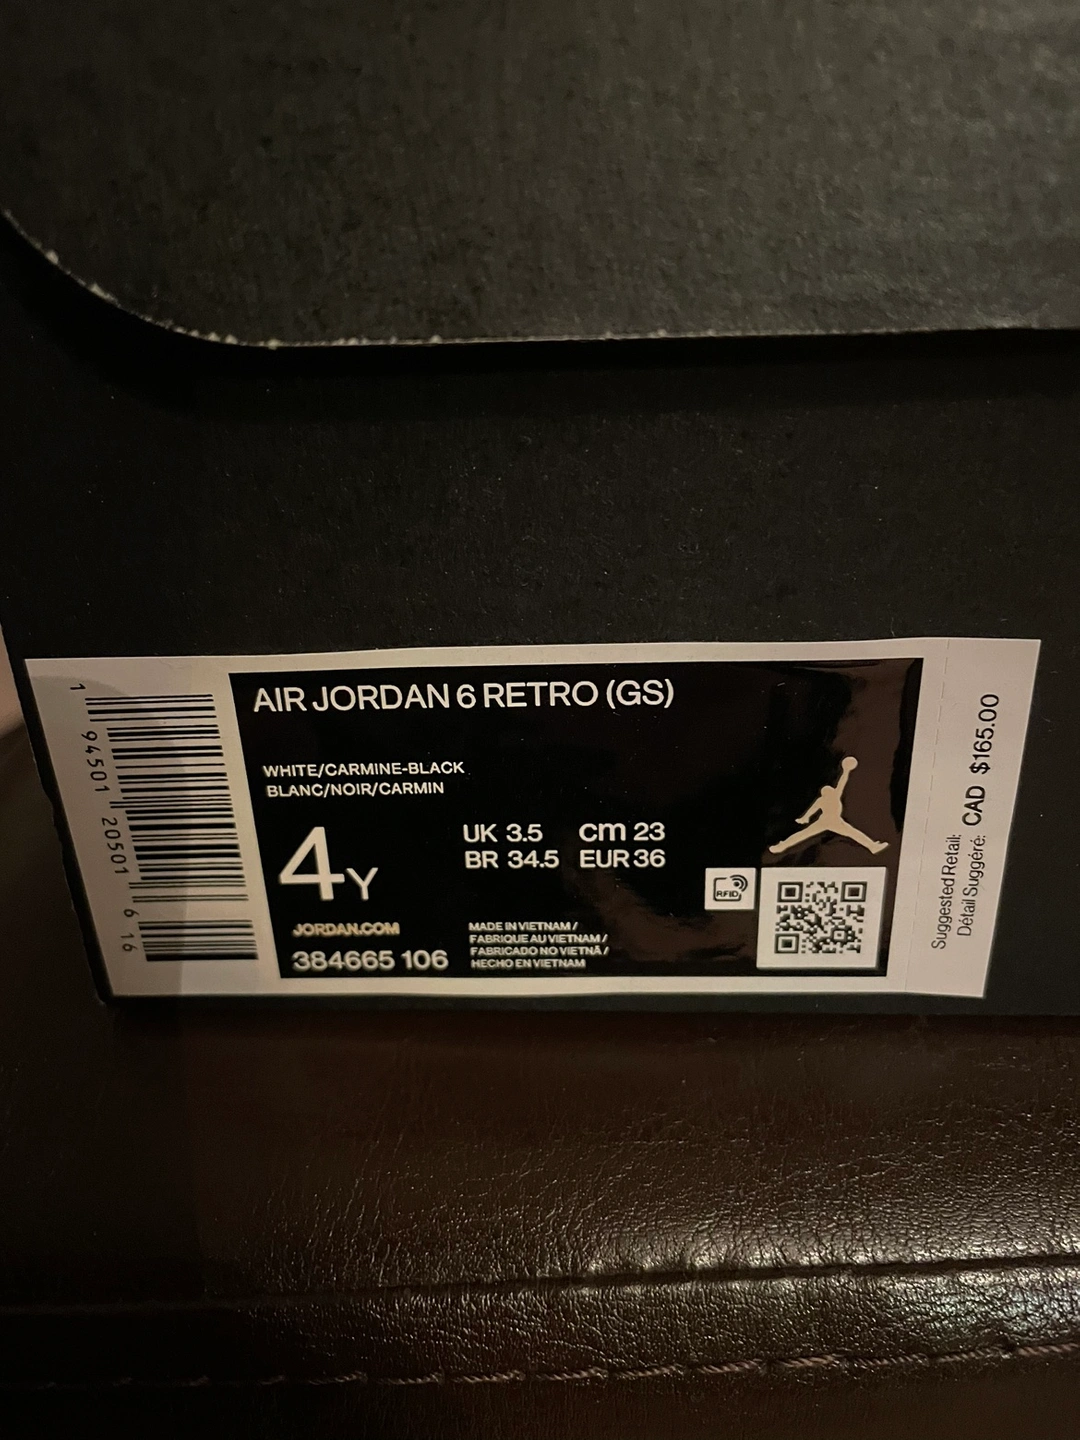 AIR JORDAN 6 RETRO (GS)
WHITE/CARMINE-BLACK
BLANC/NOIR/CARMIN
4Y
UK 3.5 cm 23
BR 34.5 EUR 36
JORDAN.COM
384665 106
MADE IN VIETNAM /
FABRIQUE AU VIETNAM /
FABRICADO NO VIETNÃ /
HECHO EN VIETNAM
RFID
1 94501 20501 6 16
Suggested Retail:
Détail Suggéré: CAD $165.00